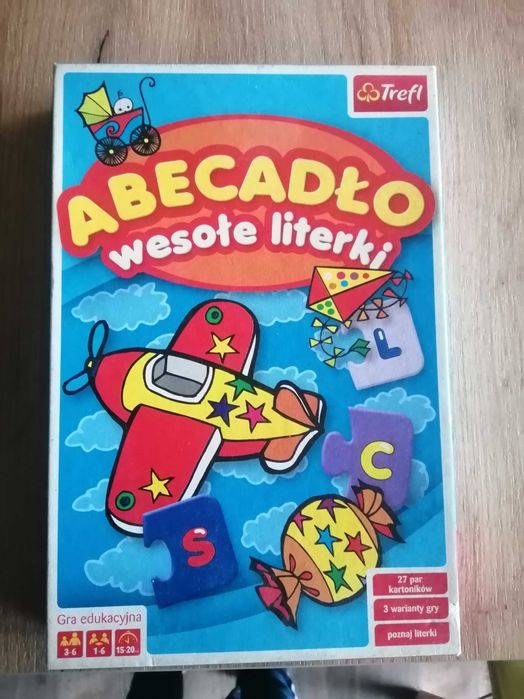 Trefl
ABECADŁO
wesołe literki
L
C
S
Gra edukacyjna
3-6
1-6
15-20
27 par
kartoników
3 warianty gry
poznaj literki